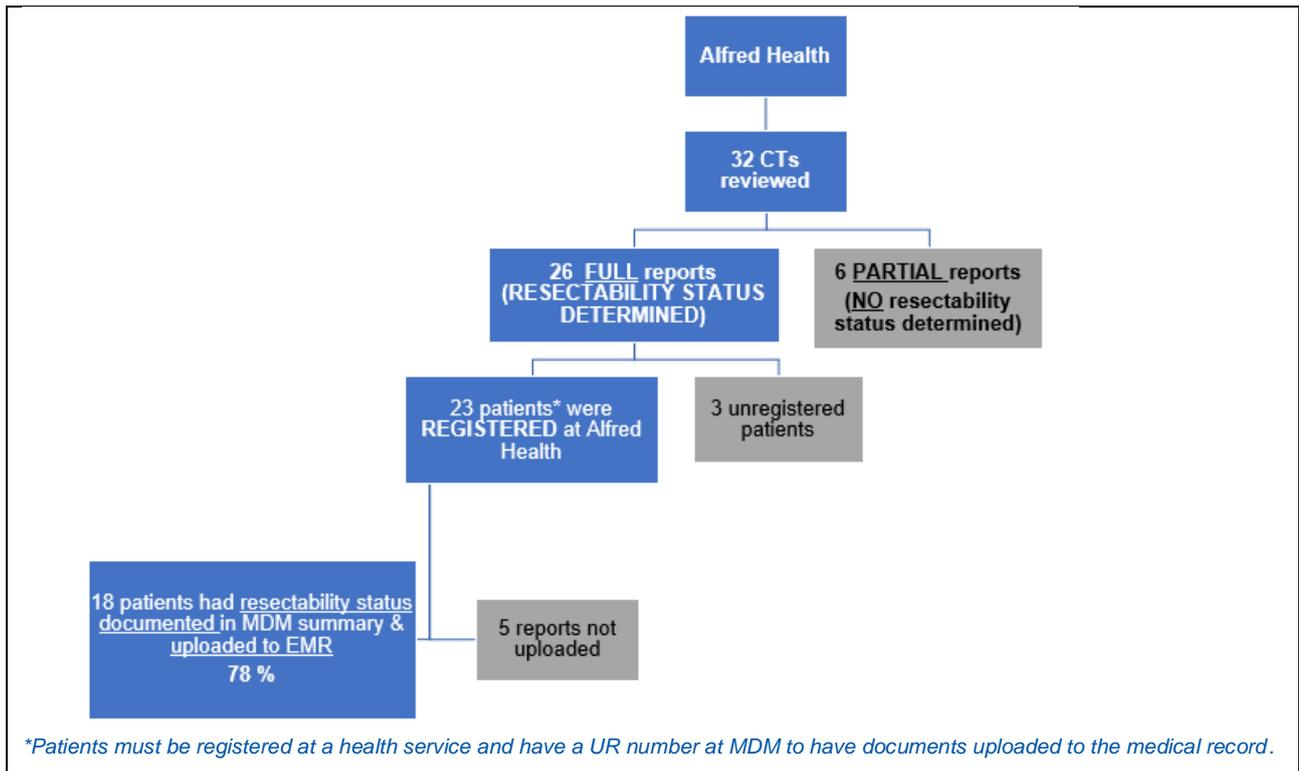 Alfred Health
32 CTs
reviewed
26 FULL reports
(RESECTABILITY STATUS
DETERMINED)
6 PARTIAL reports
(NO resectability
status determined)
23 patients* were
REGISTERED at Alfred
Health
3 unregistered
patients
18 patients had resectability status
documented in MDM summary &
uploaded to EMR
78 %
5 reports not
uploaded
*Patients must be registered at a health service and have a UR number at MDM to have documents uploaded to the medical record.